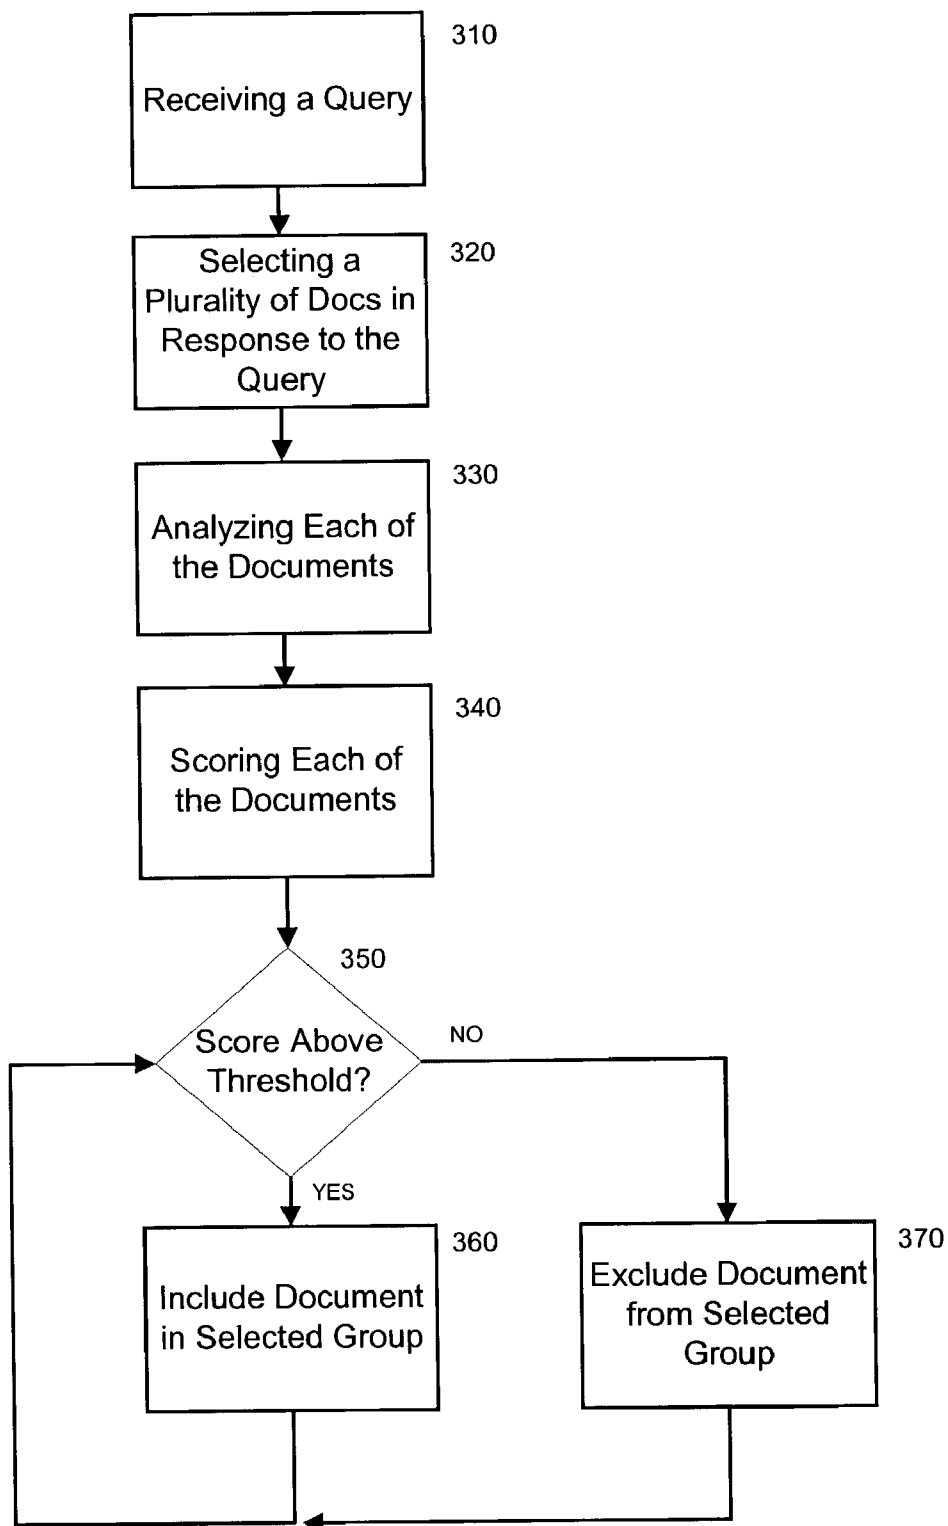 310
Receiving a Query
320
Selecting a
Plurality of Docs in
Response to the
Query
330
Analyzing Each of
the Documents
340
Scoring Each of
the Documents
350
Score Above
Threshold?
NO
YES
360
Include Document
in Selected Group
370
Exclude Document
from Selected
Group